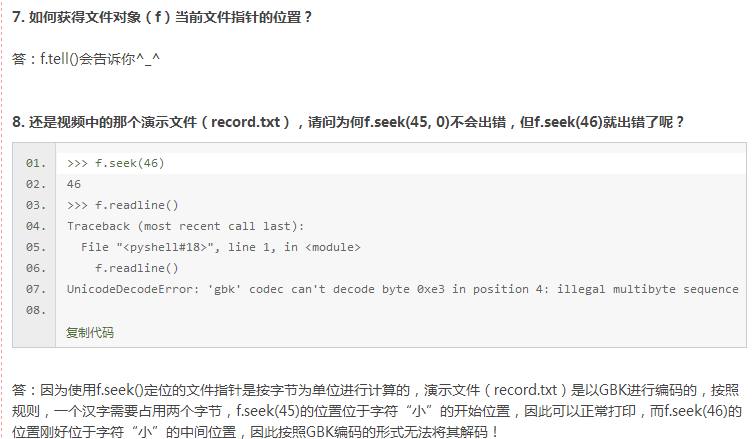 7. 如何获得文件对象（f）当前文件指针的位置？
答：f.tell()会告诉你^_^
8. 还是视频中的那个演示文件（record.txt），请问为何f.seek(45, 0)不会出错，但f.seek(46)就出错了呢？
01. >>> f.seek(46)
02. 46
03. >>> f.readline()
04. Traceback (most recent call last):
05.   File "<pyshell#18>", line 1, in <module>
06.     f.readline()
07. UnicodeDecodeError: 'gbk' codec can't decode byte 0xe3 in position 4: illegal multibyte sequence
08.
复制代码
答：因为使用f.seek()定位的文件指针是按字节为单位进行计算的，演示文件（record.txt）是以GBK进行编码的，按照
规则，一个汉字需要占用两个字节，f.seek(45)的位置位于字符“小”的开始位置，因此可以正常打印，而f.seek(46)的
位置刚好位于字符“小”的中间位置，因此按照GBK编码的形式无法将其解码！